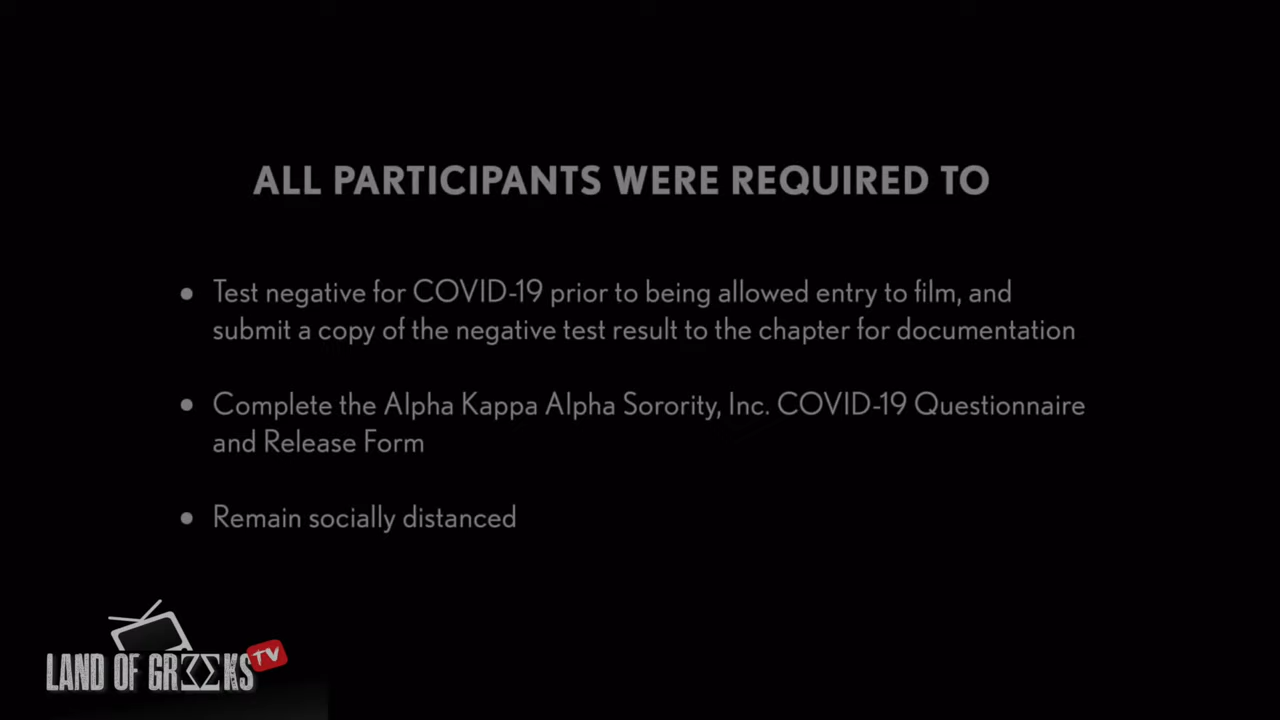 ALL PARTICIPANTS WERE REQUIRED TO
● Test negative for COVID-19 prior to being allowed entry to film, and
submit a copy of the negative test result to the chapter for documentation
● Complete the Alpha Kappa Alpha Sorority, Inc. COVID-19 Questionnaire
and Release Form
● Remain socially distanced
LAND OF GRΣΣKS TV